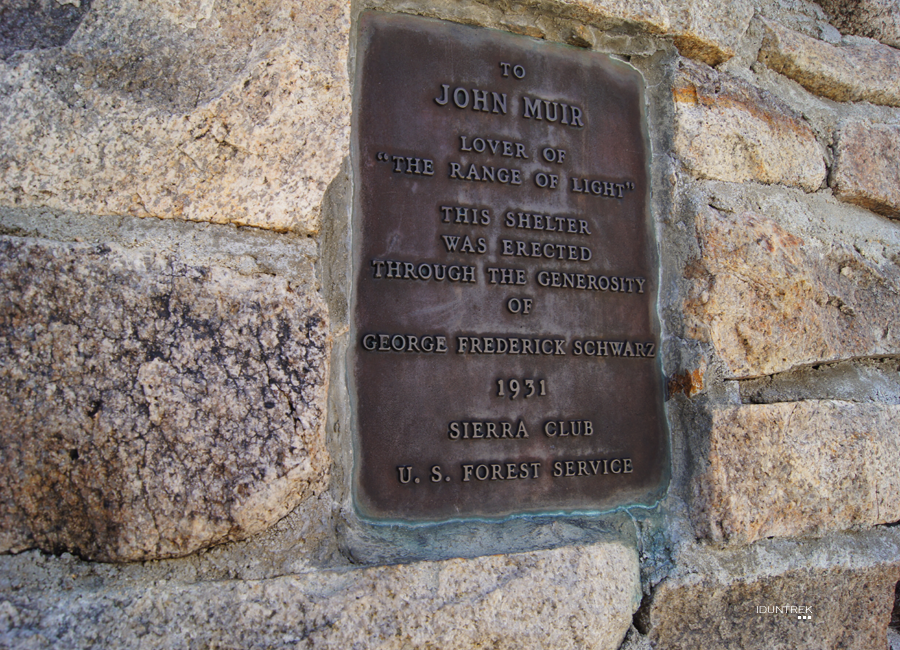 TO
JOHN MUIR
LOVER OF
"THE RANGE OF LIGHT"
THIS SHELTER
WAS ERECTED
THROUGH THE GENEROSITY
OF
GEORGE FREDERICK SCHWARZ
1931
SIERRA CLUB
U. S. FOREST SERVICE
IDUNTREK